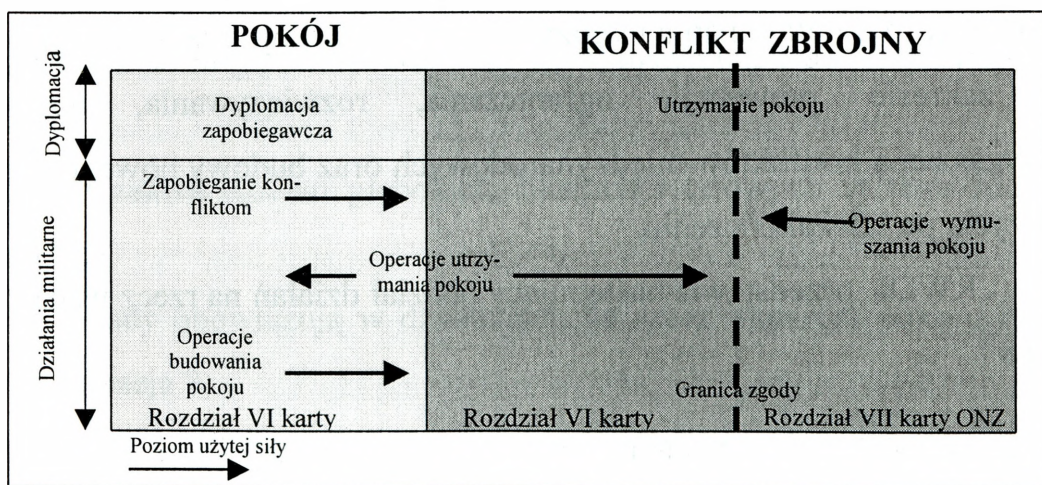 POKÓJ
KONFLIKT ZBROJNY
Dyplomacja
Dyplomacja
zapobiegawcza
Utrzymanie pokoju
Działania militarne
Zapobieganie kon-
fliktom
Operacje wymu-
szania pokoju
Operacje utrzy-
mania pokoju
Operacje
budowania
pokoju
Granica zgody
Rozdział VI karty
Rozdział VI karty
Rozdział VII karty ONZ
Poziom użytej siły